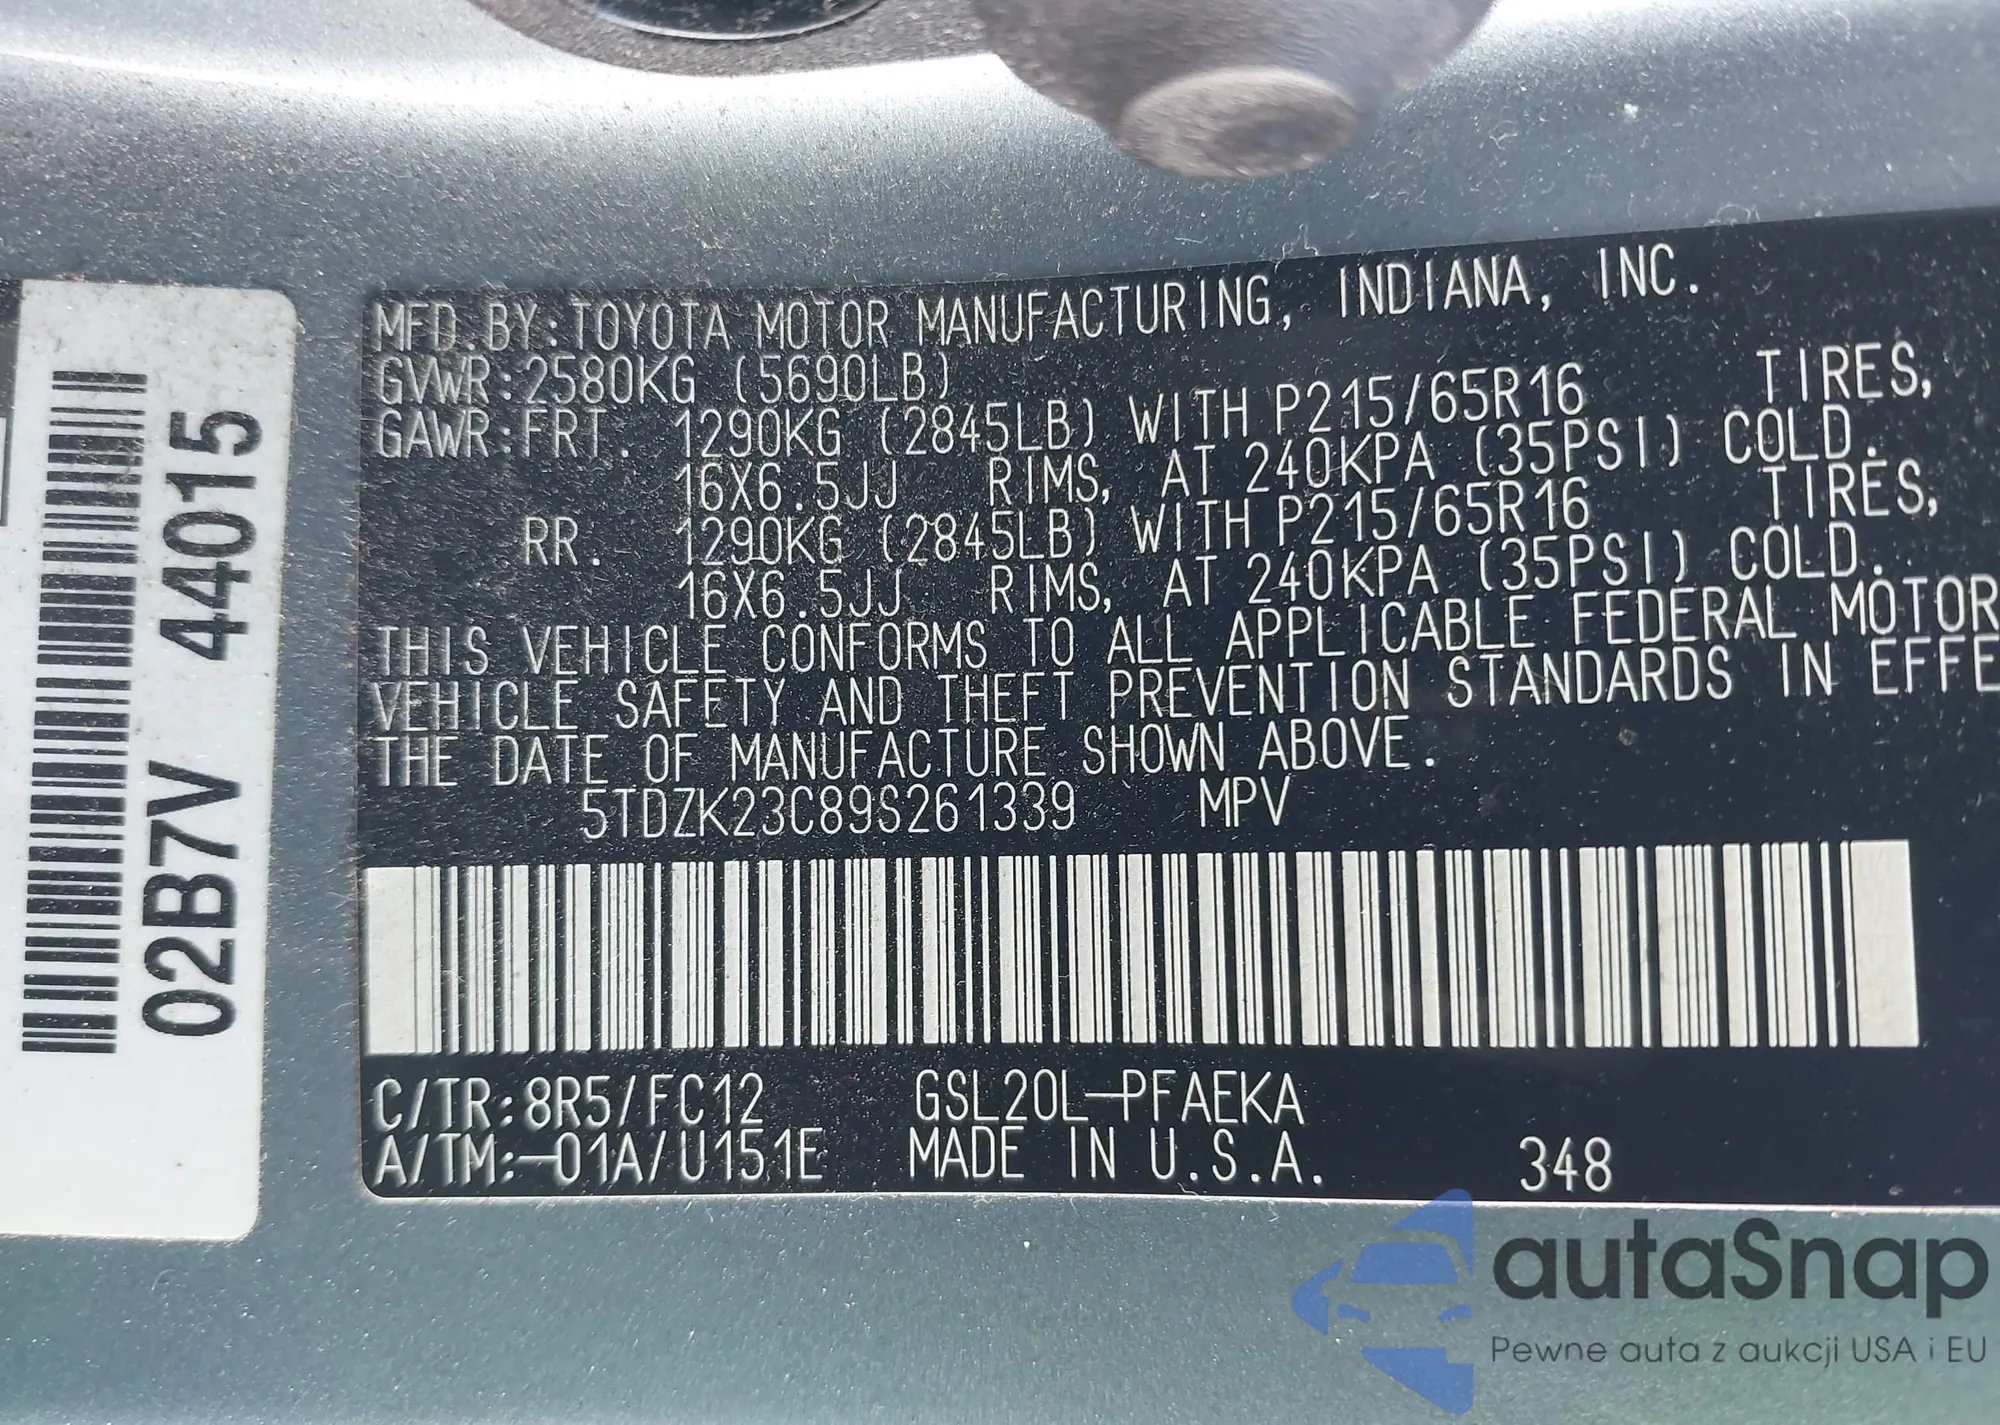 MFD.BY:TOYOTA MOTOR MANUFACTURING, INDIANA, INC.
GVWR:2580KG (5690LB)
GAWR:FRT. 1290KG (2845LB) WITH P215/65R16 TIRES,
16X6.5JJ RIMS, AT 240KPA (35PSI) COLD.
RR. 1290KG (2845LB) WITH P215/65R16 TIRES,
16X6.5JJ RIMS, AT 240KPA (35PSI) COLD.
THIS VEHICLE CONFORMS TO ALL APPLICABLE FEDERAL MOTOR
VEHICLE SAFETY AND THEFT PREVENTION STANDARDS IN EFFE
THE DATE OF MANUFACTURE SHOWN ABOVE.
5TDZK23C89S261339 MPV
C/TR:8R5/FC12 GSL20L-PFAEKA
A/TM:-01A/U151E MADE IN U.S.A. 348
02B7V 44015
autaSnap
Pewne auta z aukcji USA i EU